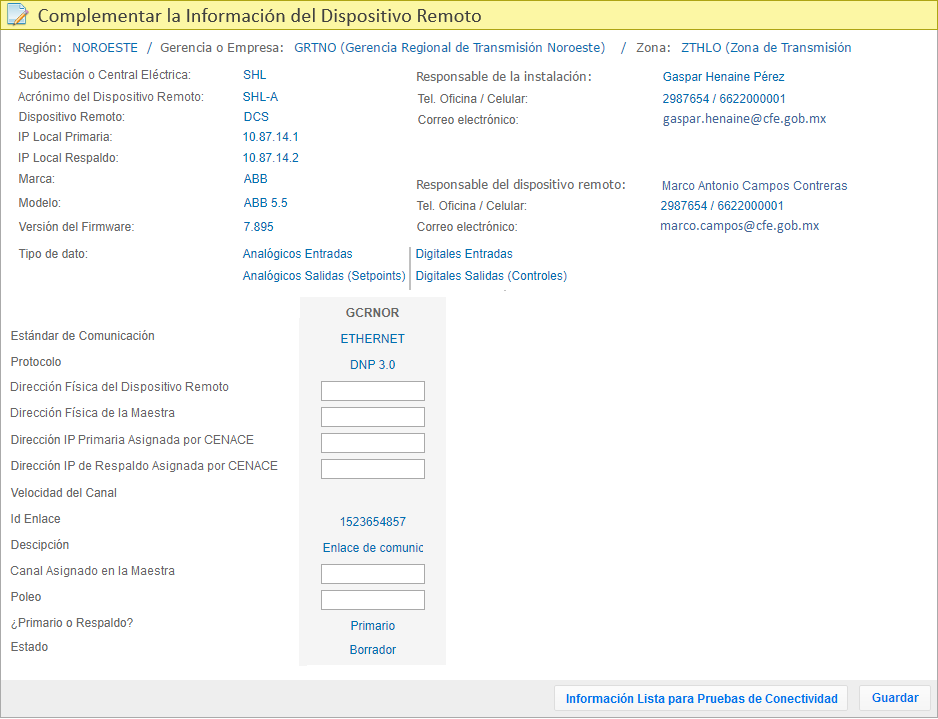 Complementar la Información del Dispositivo Remoto
Región: NOROESTE / Gerencia o Empresa: GRTNO (Gerencia Regional de Transmisión Noroeste) / Zona: ZTHLO (Zona de Transmisión
Subestación o Central Eléctrica: SHL
Acrónimo del Dispositivo Remoto: SHL-A
Dispositivo Remoto: DCS
IP Local Primaria: 10.87.14.1
IP Local Respaldo: 10.87.14.2
Marca: ABB
Modelo: ABB 5.5
Versión del Firmware: 7.895
Responsable de la instalación: Gaspar Henaine Pérez
Tel. Oficina / Celular: 2987654 / 6622000001
Correo electrónico: gaspar.henaine@cfe.gob.mx
Responsable del dispositivo remoto: Marco Antonio Campos Contreras
Tel. Oficina / Celular: 2987654 / 6622000001
Correo electrónico: marco.campos@cfe.gob.mx
Tipo de dato: Analógicos Entradas Digitales Entradas
Analógicos Salidas (Setpoints) Digitales Salidas (Controles)
GCRNOR
Estándar de Comunicación ETHERNET
Protocolo DNP 3.0
Dirección Física del Dispositivo Remoto
Dirección Física de la Maestra
Dirección IP Primaria Asignada por CENACE
Dirección IP de Respaldo Asignada por CENACE
Velocidad del Canal
Id Enlace 1523654857
Descipción Enlace de comunic
Canal Asignado en la Maestra
Poleo
¿Primario o Respaldo? Primario
Estado Borrador
Información Lista para Pruebas de Conectividad Guardar